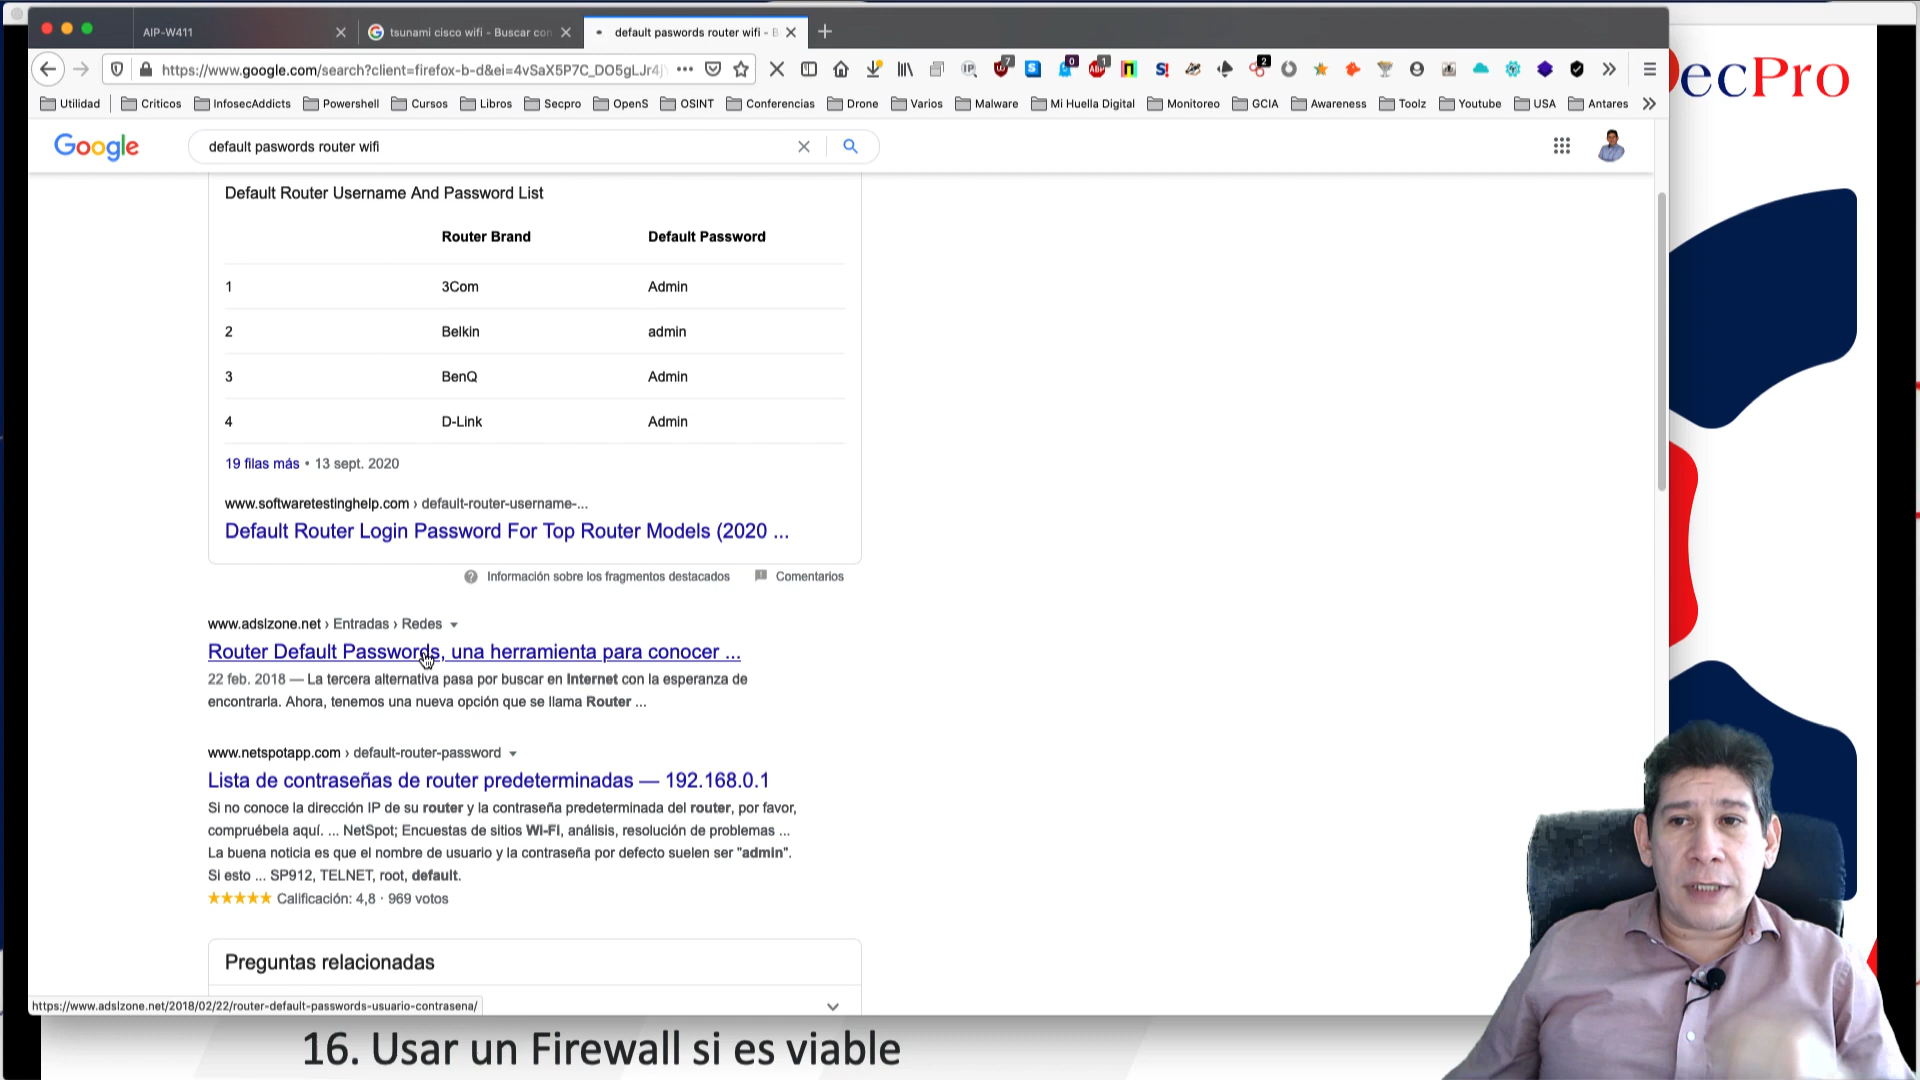 AIP-W411
tsunami cisco wifi - Buscar con
default paswords router wifi - B
https://www.google.com/search?client=firefox-b-d&ei=4vSaX5P7C_DO5gLJr4j
Utilidad
Criticos
InfosecAddicts
Powershell
Cursos
Libros
Secpro
OpenS
OSINT
Conferencias
Drone
Varios
Malware
Mi Huella Digital
Monitoreo
GCIA
Awareness
Toolz
Youtube
USA
Antares
ecPro
Google
default paswords router wifi
Default Router Username And Password List
Router Brand Default Password
1 3Com Admin
2 Belkin admin
3 BenQ Admin
4 D-Link Admin
19 filas más • 13 sept. 2020
www.softwaretestinghelp.com › default-router-username-...
Default Router Login Password For Top Router Models (2020 ...
Información sobre los fragmentos destacados
Comentarios
www.adslzone.net › Entradas › Redes
Router Default Passwords, una herramienta para conocer ...
22 feb. 2018 — La tercera alternativa pasa por buscar en Internet con la esperanza de
encontrarla. Ahora, tenemos una nueva opción que se llama Router ...
www.netspotapp.com › default-router-password
Lista de contraseñas de router predeterminadas — 192.168.0.1
Si no conoce la dirección IP de su router y la contraseña predeterminada del router, por favor,
compruébela aquí. ... NetSpot; Encuestas de sitios Wi-Fi, análisis, resolución de problemas ...
La buena noticia es que el nombre de usuario y la contraseña por defecto suelen ser "admin".
Si esto ... SP912, TELNET, root, default.
Calificación: 4,8 · 969 votos
Preguntas relacionadas
https://www.adslzone.net/2018/02/22/router-default-passwords-usuario-contrasena/
16. Usar un Firewall si es viable